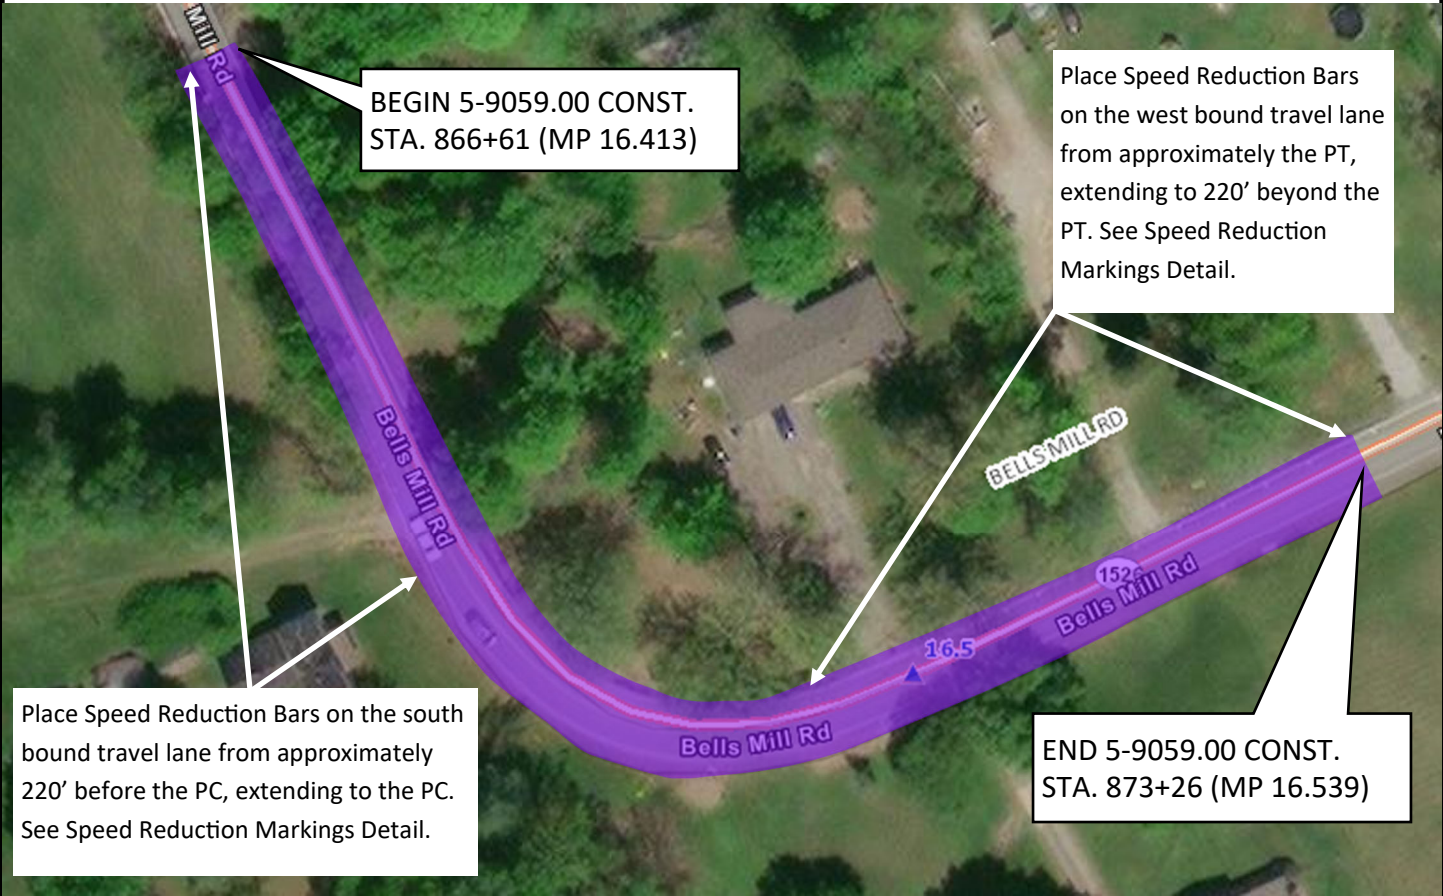 Mill Rd
BEGIN 5-9059.00 CONST.
STA. 866+61 (MP 16.413)
Place Speed Reduction Bars
on the west bound travel lane
from approximately the PT,
extending to 220’ beyond the
PT. See Speed Reduction
Markings Detail.
Bells Mill Rd
BELLS MILL RD
152
Bells Mill Rd
16.5
Bells Mill Rd
Place Speed Reduction Bars on the south
bound travel lane from approximately
220’ before the PC, extending to the PC.
See Speed Reduction Markings Detail.
END 5-9059.00 CONST.
STA. 873+26 (MP 16.539)